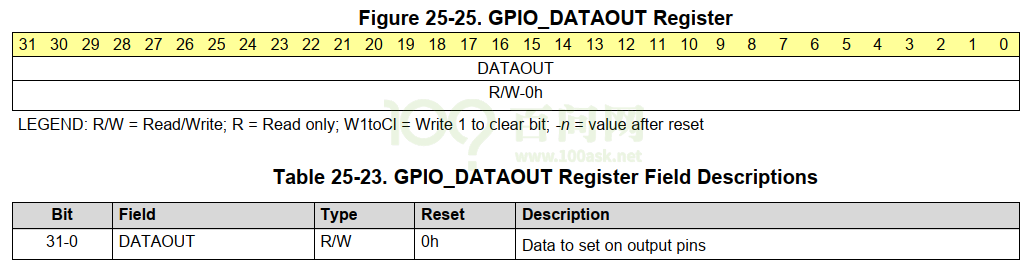 Figure 25-25. GPIO_DATAOUT Register
31 30 29 28 27 26 25 24 23 22 21 20 19 18 17 16 15 14 13 12 11 10 9 8 7 6 5 4 3 2 1 0
DATAOUT
R/W-0h
LEGEND: R/W = Read/Write; R = Read only; W1toCl = Write 1 to clear bit; -n = value after reset
100 百问网
www.100ask.net
Table 25-23. GPIO_DATAOUT Register Field Descriptions
Bit Field Type Reset Description
31-0 DATAOUT R/W 0h Data to set on output pins